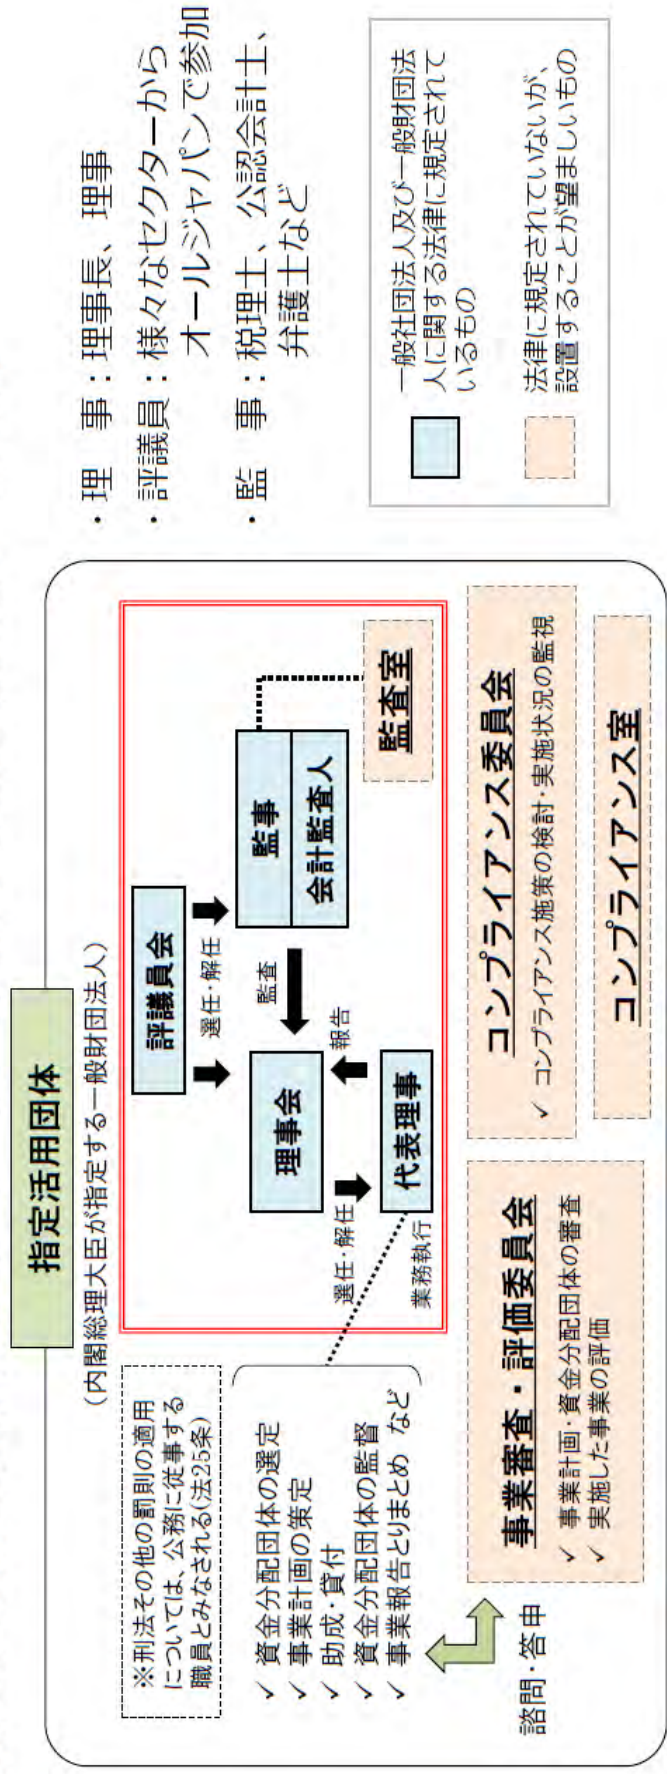 指定活用団体
(内閣総理大臣が指定する一般財団法人)
※刑法その他の罰則の適用
については、公務に従事する
職員とみなされる(法25条)
✓ 資金分配団体の選定
✓ 事業計画の策定
✓ 助成・貸付
✓ 資金分配団体の監督
✓ 事業報告とりまとめ など
諮問・答申
評議員会
選任・解任
理事会
監査
監事
会計監査人
選任・解任
報告
代表理事
業務執行
監査室
事業審査・評価委員会
✓ 事業計画・資金分配団体の審査
✓ 実施した事業の評価
コンプライアンス委員会
✓ コンプライアンス施策の検討・実施状況の監視
コンプライアンス室
・理　事:理事長、理事
・評議員:様々なセクターから
オールジャパンで参加
・監　事:税理士、公認会計士、
弁護士など
一般社団法人及び一般財団法
人に関する法律に規定されて
いるもの
法律に規定されていないが、
設置することが望ましいもの